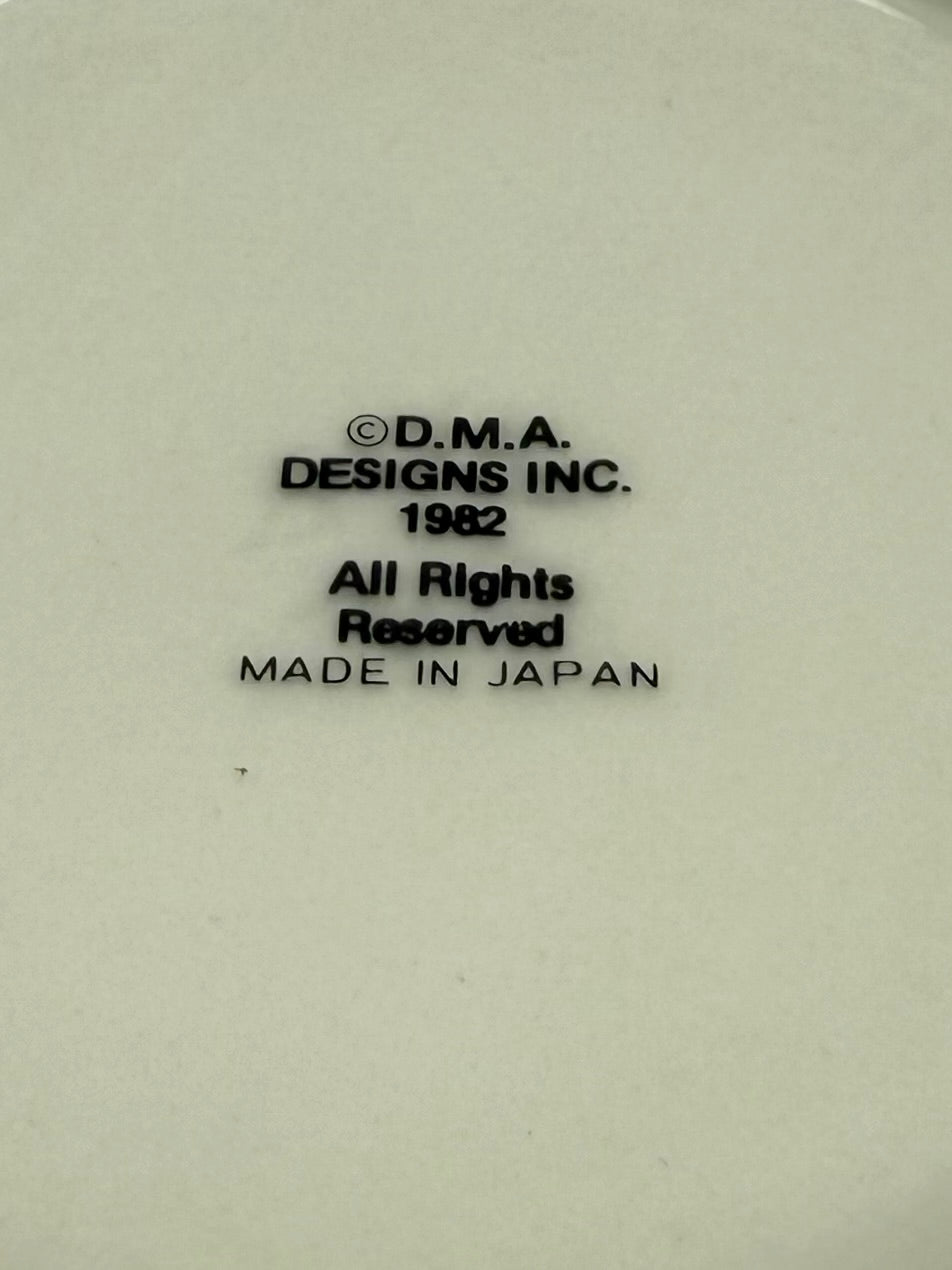 ©D.M.A.
DESIGNS INC.
1982
All Rights
Reserved
MADE IN JAPAN